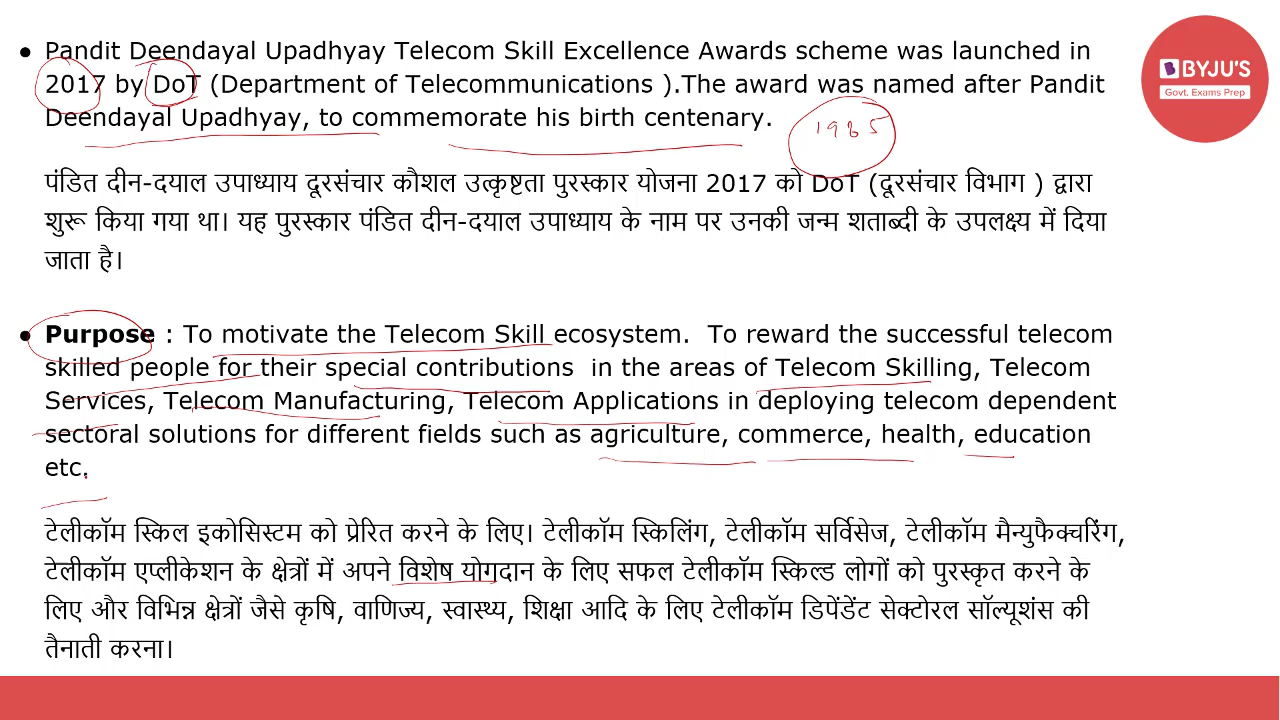 • Pandit Deendayal Upadhyay Telecom Skill Excellence Awards scheme was launched in
2017 by DoT (Department of Telecommunications ).The award was named after Pandit
Deendayal Upadhyay, to commemorate his birth centenary.
1985
पंडित दीन-दयाल उपाध्याय दूरसंचार कौशल उत्कृष्टता पुरस्कार योजना 2017 को DoT (दूरसंचार विभाग ) द्वारा
शुरू किया गया था। यह पुरस्कार पंडित दीन-दयाल उपाध्याय के नाम पर उनकी जन्म शताब्दी के उपलक्ष्य में दिया
जाता है।
• Purpose : To motivate the Telecom Skill ecosystem. To reward the successful telecom
skilled people for their special contributions in the areas of Telecom Skilling, Telecom
Services, Telecom Manufacturing, Telecom Applications in deploying telecom dependent
sectoral solutions for different fields such as agriculture, commerce, health, education
etc.
टेलीकॉम स्किल इकोसिस्टम को प्रेरित करने के लिए। टेलीकॉम स्किलिंग, टेलीकॉम सर्विसेज, टेलीकॉम मैन्युफैक्चरिंग,
टेलीकॉम एप्लीकेशन के क्षेत्रों में अपने विशेष योगदान के लिए सफल टेलीकॉम स्किल्ड लोगों को पुरस्कृत करने के
लिए और विभिन्न क्षेत्रों जैसे कृषि, वाणिज्य, स्वास्थ्य, शिक्षा आदि के लिए टेलीकॉम डिपेंडेंट सेक्टोरल सॉल्यूशंस की
तैनाती करना।
BYJU'S
Govt. Exams Prep